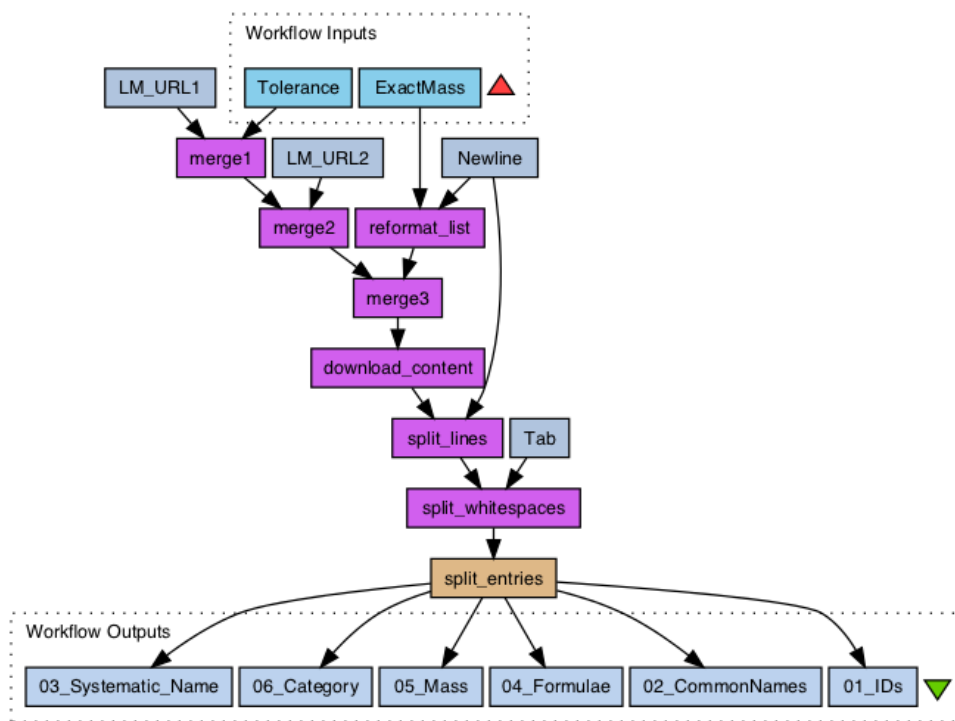 Workflow Inputs
LM_URL1
Tolerance
ExactMass
merge1
LM_URL2
Newline
merge2
reformat_list
merge3
download_content
split_lines
Tab
split_whitespaces
split_entries
Workflow Outputs
03_Systematic_Name
06_Category
05_Mass
04_Formulae
02_CommonNames
01_IDs